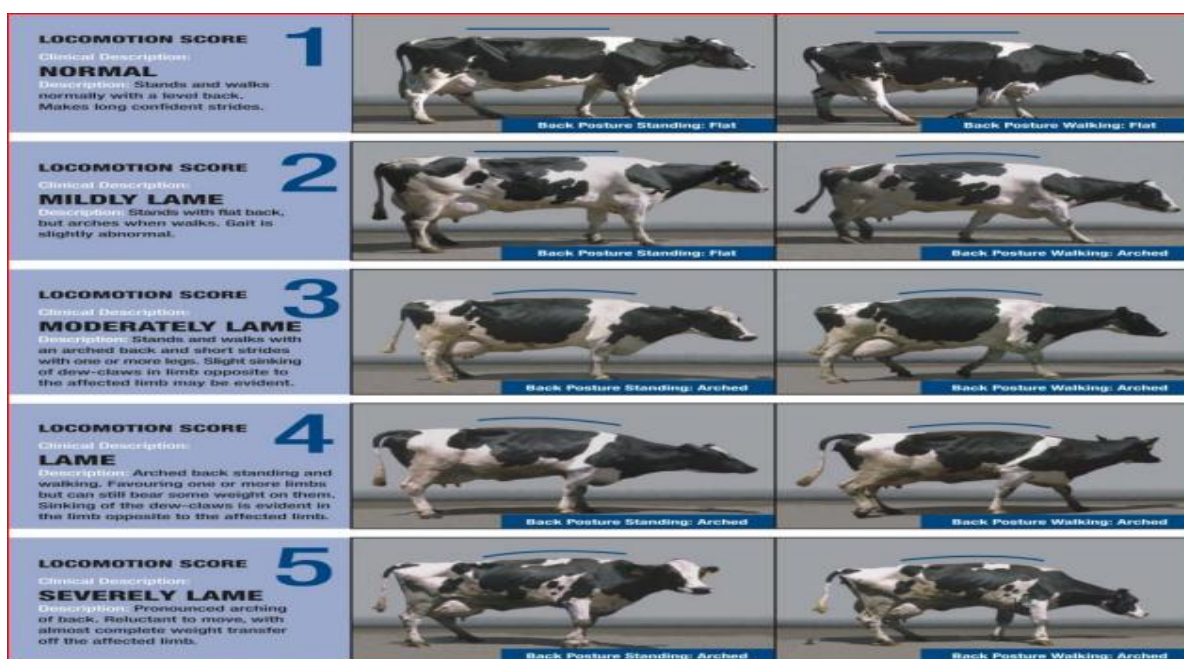 LOCOMOTION SCORE 1
Clinical Description:
NORMAL
Description: Stands and walks
normally with a level back.
Makes long confident strides.
Back Posture Standing: Flat
Back Posture Walking: Flat
LOCOMOTION SCORE 2
Clinical Description:
MILDLY LAME
Description: Stands with flat back,
but arches when walks. Gait is
slightly abnormal.
Back Posture Standing: Flat
Back Posture Walking: Arched
LOCOMOTION SCORE 3
Clinical Description:
MODERATELY LAME
Description: Stands and walks with
an arched back and short strides
with one or more legs. Slight sinking
of dew-claws in limb opposite to
the affected limb may be evident.
Back Posture Standing: Arched
Back Posture Walking: Arched
LOCOMOTION SCORE 4
Clinical Description:
LAME
Description: Arched back standing and
walking. Favouring one or more limbs
but can still bear some weight on them.
Sinking of the dew-claws is evident in
the limb opposite to the affected limb.
Back Posture Standing: Arched
Back Posture Walking: Arched
LOCOMOTION SCORE 5
Clinical Description:
SEVERELY LAME
Description: Pronounced arching
of back. Reluctant to move, with
almost complete weight transfer
off the affected limb.
Back Posture Standing: Arched
Back Posture Walking: Arched